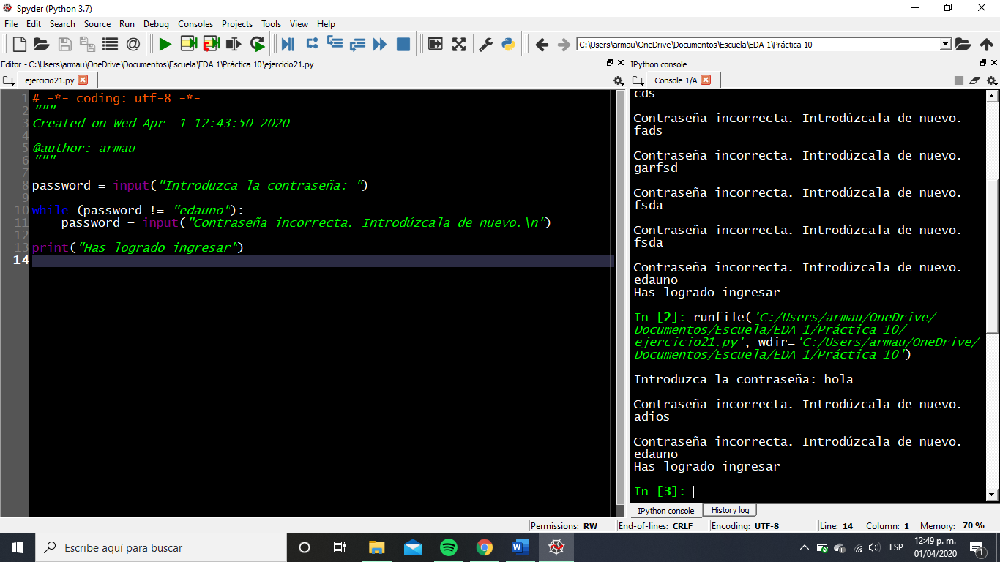 Spyder (Python 3.7)
File Edit Search Source Run Debug Consoles Projects Tools View Help
C:\Users\armau\OneDrive\Documentos\Escuela\EDA 1\Práctica 10
Editor - C:\Users\armau\OneDrive\Documentos\Escuela\EDA 1\Práctica 10\ejercicio21.py
ejercicio21.py
1 # -*- coding: utf-8 -*-
2 """
3 Created on Wed Apr  1 12:43:50 2020
4
5 @author: armau
6 """
7
8 password = input("Introduzca la contraseña: ")
9
10 while (password != "edauno"):
11     password = input("Contraseña incorrecta. Introdúzcala de nuevo.\n")
12
13 print("Has logrado ingresar")
14
IPython console
Console 1/A
cds
Contraseña incorrecta. Introdúzcala de nuevo.
fads
Contraseña incorrecta. Introdúzcala de nuevo.
garfsd
Contraseña incorrecta. Introdúzcala de nuevo.
fsda
Contraseña incorrecta. Introdúzcala de nuevo.
fsda
Contraseña incorrecta. Introdúzcala de nuevo.
edauno
Has logrado ingresar
In [2]: runfile('C:/Users/armau/OneDrive/
Documentos/Escuela/EDA 1/Práctica 10/
ejercicio21.py', wdir='C:/Users/armau/OneDrive/
Documentos/Escuela/EDA 1/Práctica 10')
Introduzca la contraseña: hola
Contraseña incorrecta. Introdúzcala de nuevo.
adios
Contraseña incorrecta. Introdúzcala de nuevo.
edauno
Has logrado ingresar
In [3]:
IPython console History log
Permissions: RW End-of-lines: CRLF Encoding: UTF-8 Line: 14 Column: 1 Memory: 70 %
Escribe aquí para buscar
ESP
12:49 p. m.
01/04/2020
1